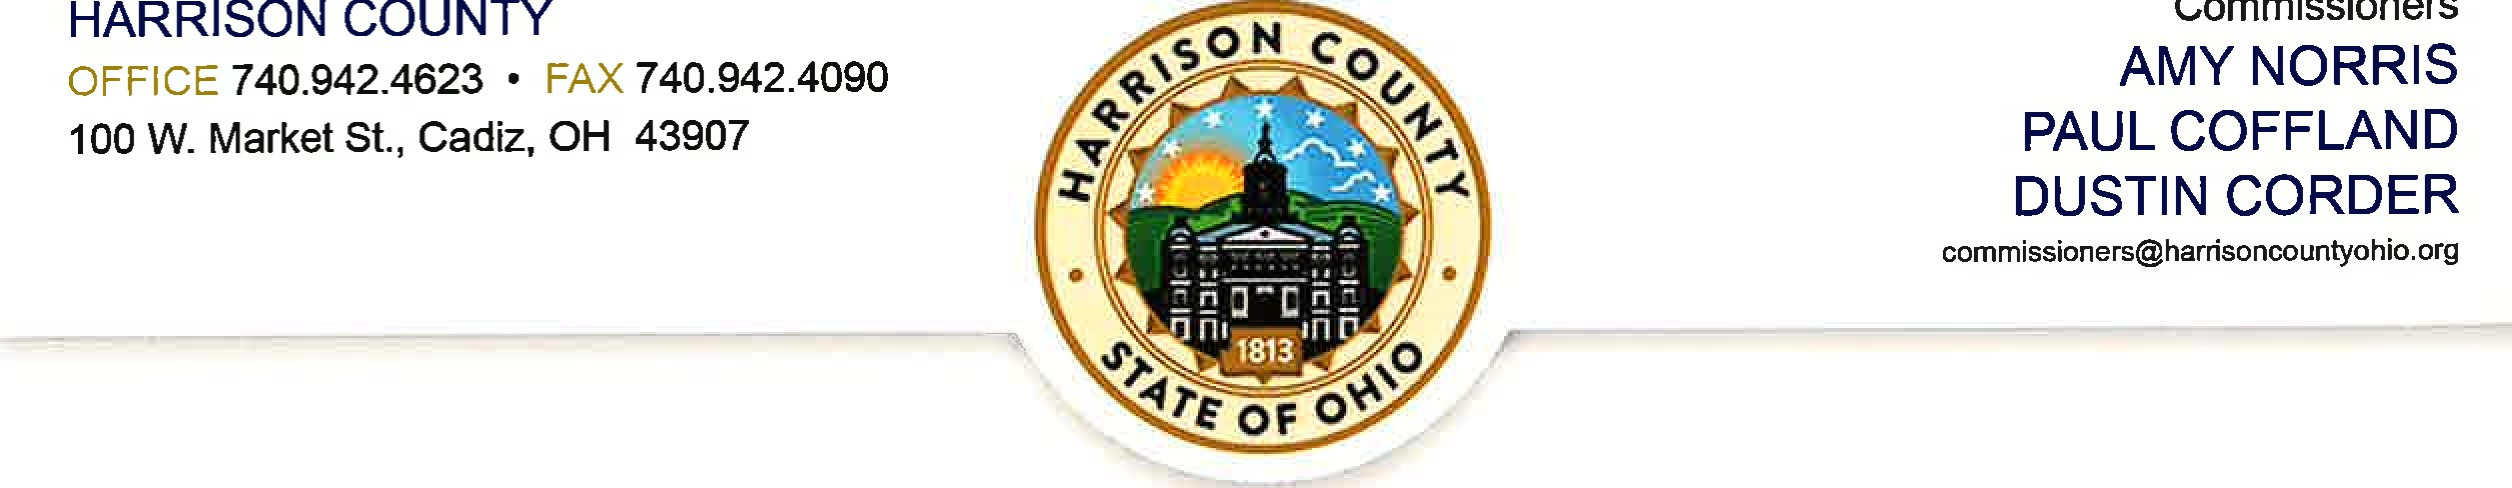 HARRISON COUNTY
OFFICE 740.942.4623 • FAX 740.942.4090
100 W. Market St., Cadiz, OH 43907
HARRISON COUNTY
1813
STATE OF OHIO
Commissioners
AMY NORRIS
PAUL COFFLAND
DUSTIN CORDER
commissioners@harrisoncountyohio.org